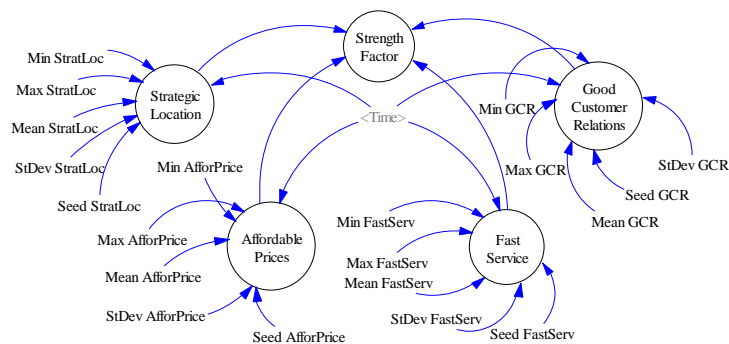 Strength
Factor
Min StratLoc
Max StratLoc
Mean StratLoc
StDev StratLoc
Seed StratLoc
Strategic
Location
<Time>
Good
Customer
Relations
Min GCR
Max GCR
Mean GCR
Seed GCR
StDev GCR
Min AfforPrice
Max AfforPrice
Mean AfforPrice
StDev AfforPrice
Seed AfforPrice
Affordable
Prices
Min FastServ
Max FastServ
Mean FastServ
StDev FastServ
Seed FastServ
Fast
Service